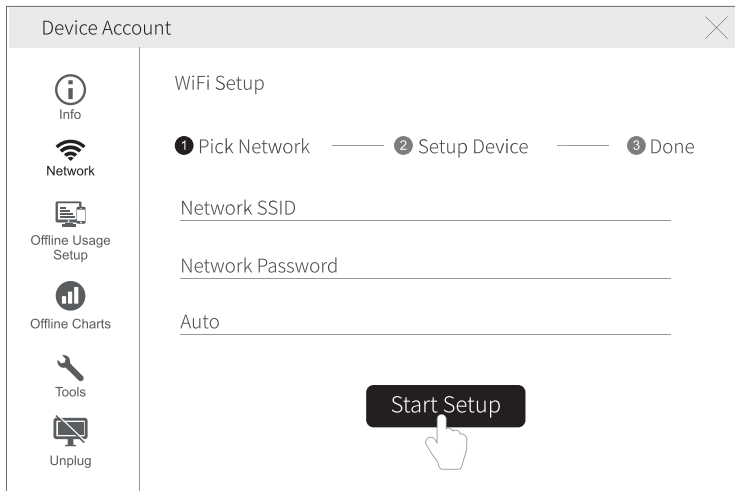 Device Account
Info
Network
Offline Usage
Setup
Offline Charts
Tools
Unplug
WiFi Setup
1 Pick Network 2 Setup Device 3 Done
Network SSID
Network Password
Auto
Start Setup